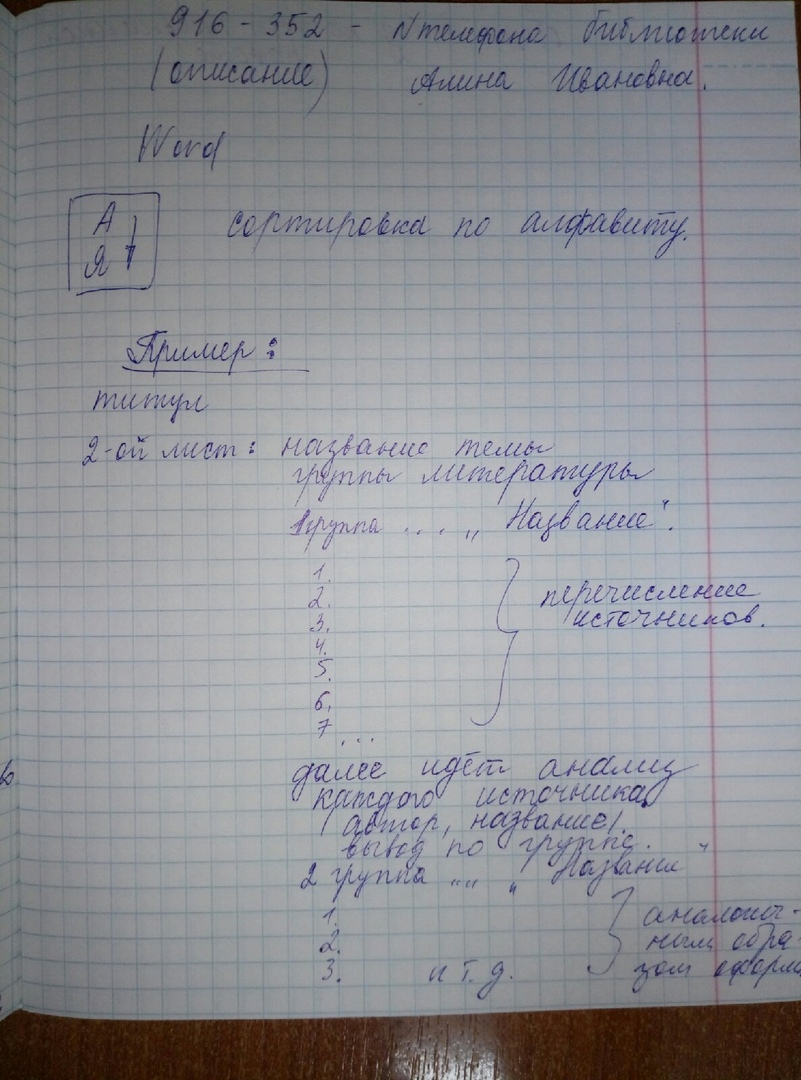 916-352 - N телефона библиотеки
(описание) Алина Ивановна.
Word
А
Я
сортировка по алфавиту.
Пример:
титул
2-ой лист: название темы
группы литературы
1 группа ... „ Название".
1.
2.
3.
4.
5.
6.
7...
перечисление
источников.
далее идёт анализ
каждого источника
(автор, название).
вывод по группе.
2 группа „„ „ Названи "
1.
2.
3. и т. д.
аналогич-
ным обра-
зом оформл